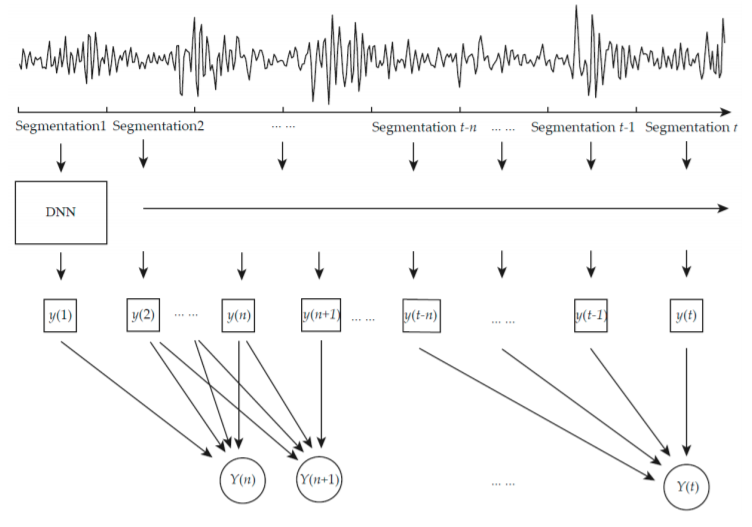 Segmentation1 Segmentation2 ... ... Segmentation t-n ... ... Segmentation t-1 Segmentation t
DNN
y(1) y(2) ... ... y(n) y(n+1) ... ... y(t-n) ... ... y(t-1) y(t)
Y(n) Y(n+1) ... ... Y(t)